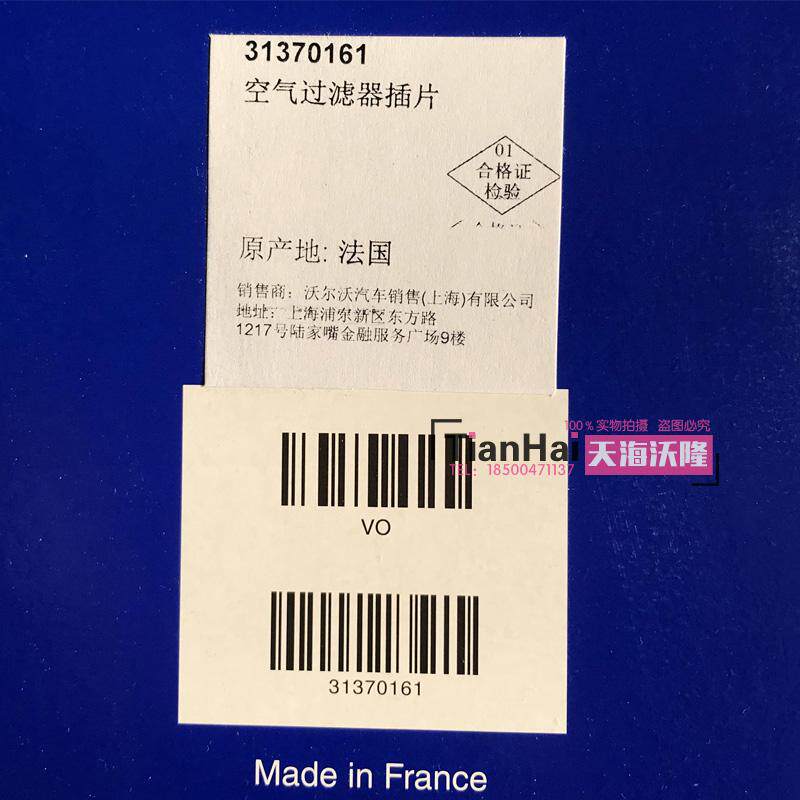 31370161
空气过滤器插片
01
合格证
检验
原产地: 法国
销售商: 沃尔沃汽车销售(上海)有限公司
地址: 上海浦东新区东方路
1217号陆家嘴金融服务广场9楼
100%实物拍摄 盗图必究
TianHai 天海沃隆
TEL: 18500471137
VO
31370161
Made in France